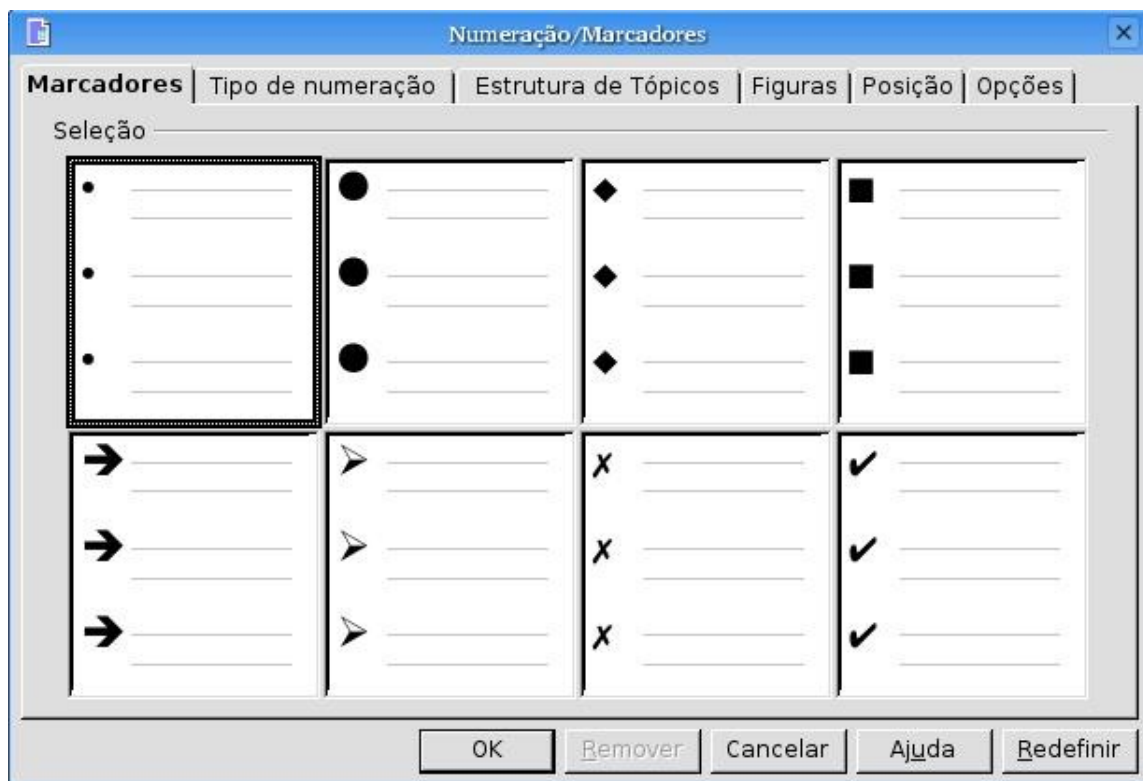 Numeração/Marcadores
Marcadores Tipo de numeração Estrutura de Tópicos Figuras Posição Opções
Seleção
OK Remover Cancelar Ajuda Redefinir